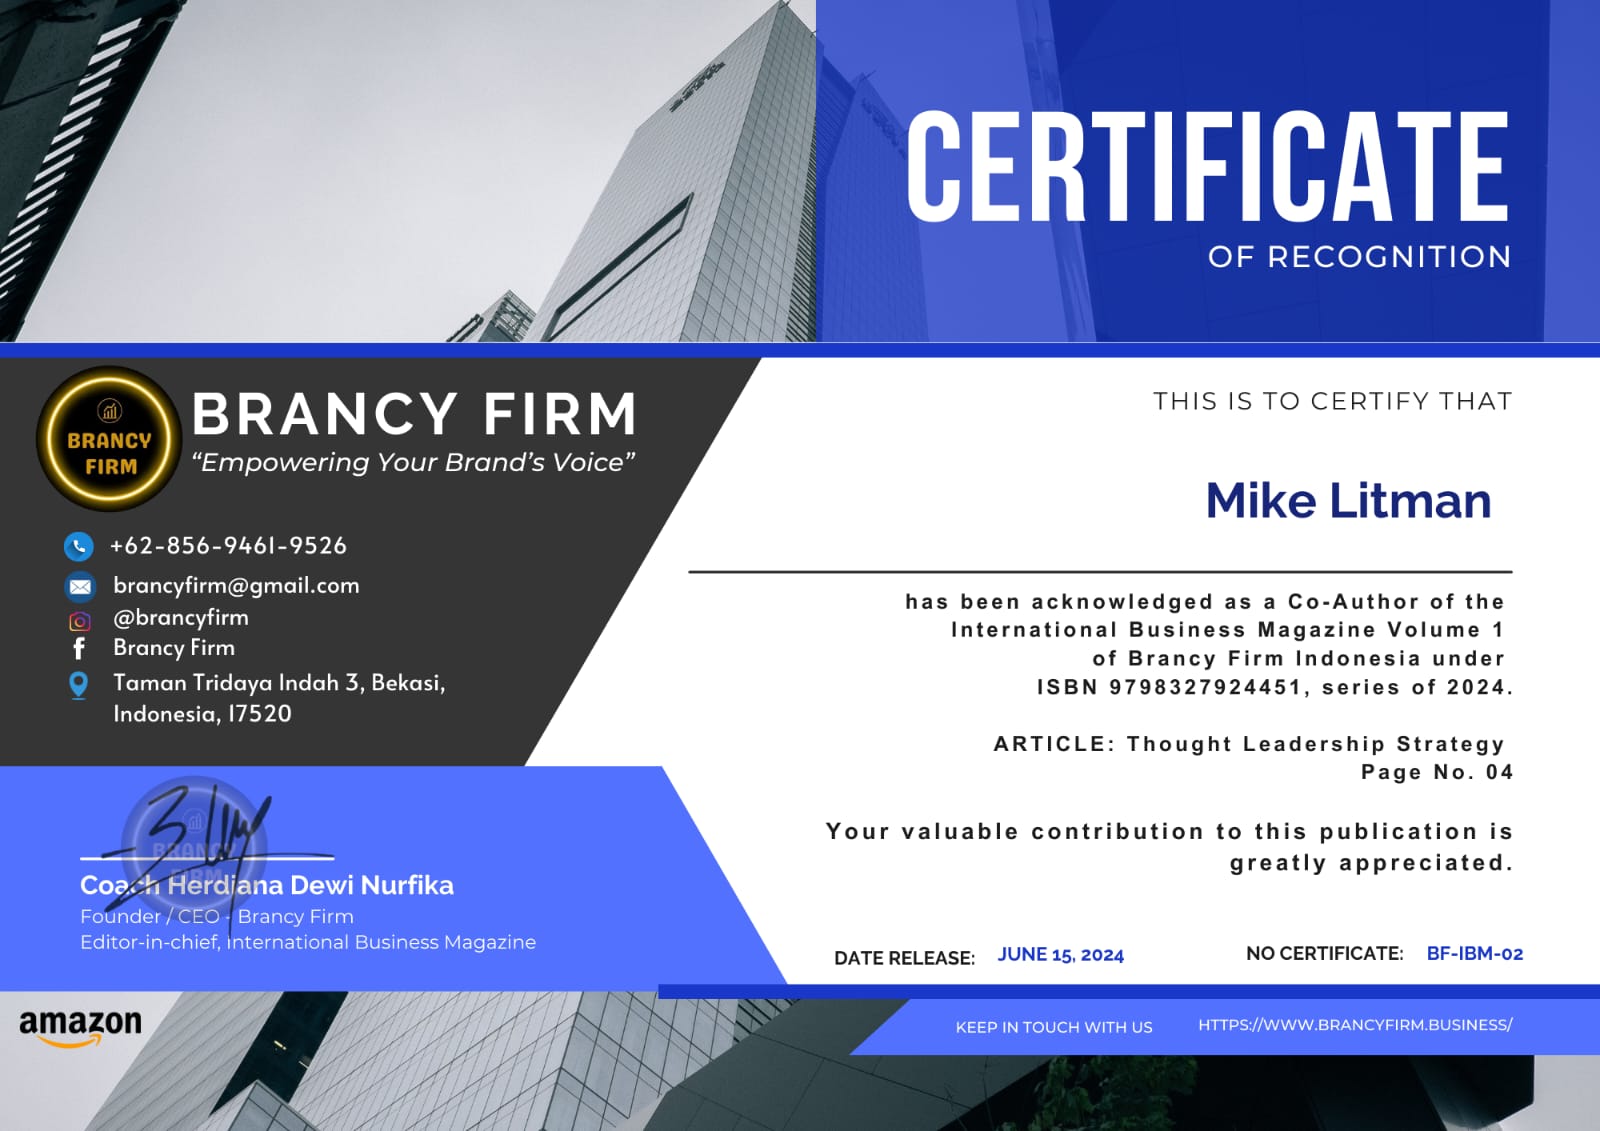 CERTIFICATE
OF RECOGNITION
BRANCY
FIRM
BRANCY FIRM
“Empowering Your Brand’s Voice”
+62-856-9461-9526
brancyfirm@gmail.com
@brancyfirm
Brancy Firm
Taman Tridaya Indah 3, Bekasi,
Indonesia, 17520
THIS IS TO CERTIFY THAT
Mike Litman
has been acknowledged as a Co-Author of the
International Business Magazine Volume 1
of Brancy Firm Indonesia under
ISBN 9798327924451, series of 2024.
ARTICLE: Thought Leadership Strategy
Page No. 04
Your valuable contribution to this publication is
greatly appreciated.
BRANCY
FIRM
Coach Herdiana Dewi Nurfika
Founder / CEO - Brancy Firm
Editor-in-chief, International Business Magazine
DATE RELEASE: JUNE 15, 2024
NO CERTIFICATE: BF-IBM-02
amazon
KEEP IN TOUCH WITH US
HTTPS://WWW.BRANCYFIRM.BUSINESS/